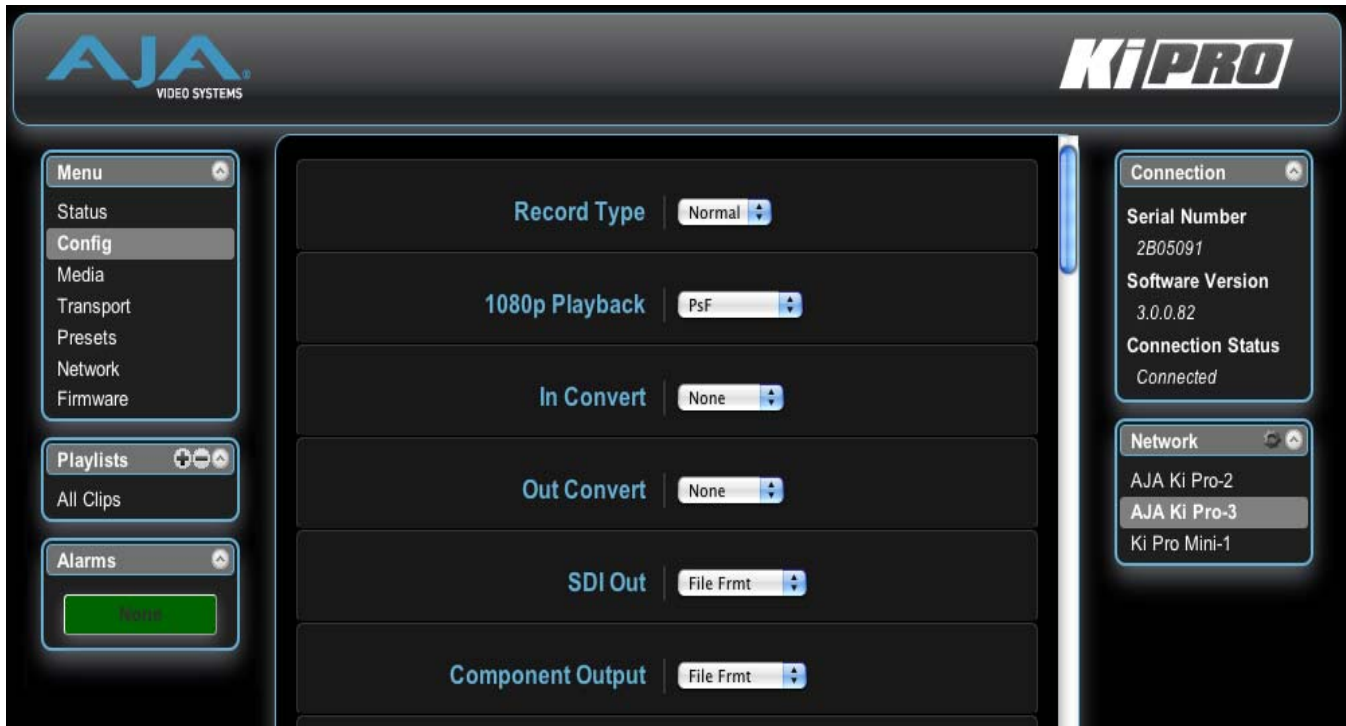 AJA®
VIDEO SYSTEMS
Ki PRO
Menu
Status
Config
Media
Transport
Presets
Network
Firmware
Playlists
All Clips
Alarms
None
Record Type
Normal
1080p Playback
PsF
In Convert
None
Out Convert
None
SDI Out
File Frmt
Component Output
File Frmt
Connection
Serial Number
2B05091
Software Version
3.0.0.82
Connection Status
Connected
Network
AJA Ki Pro-2
AJA Ki Pro-3
Ki Pro Mini-1